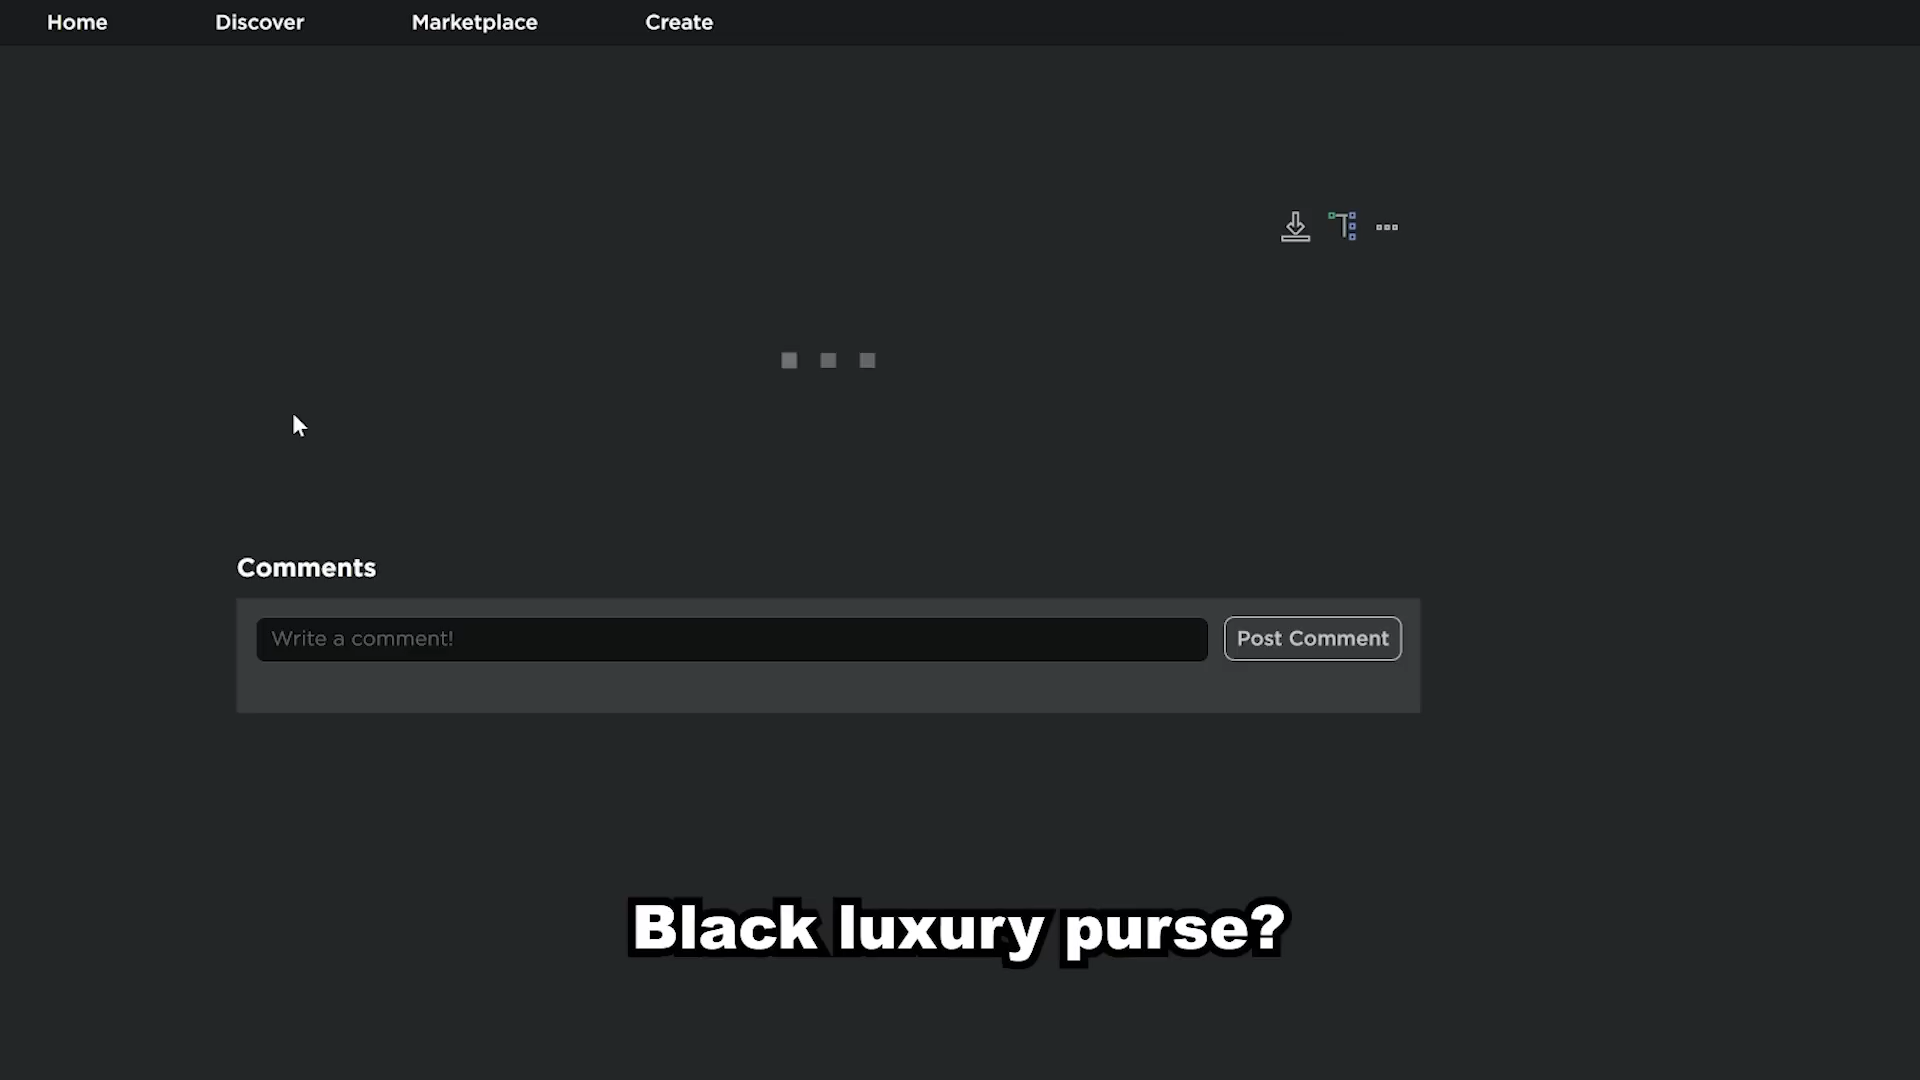 Home Discover Marketplace Create
Comments
Write a comment! Post Comment
Black luxury purse?